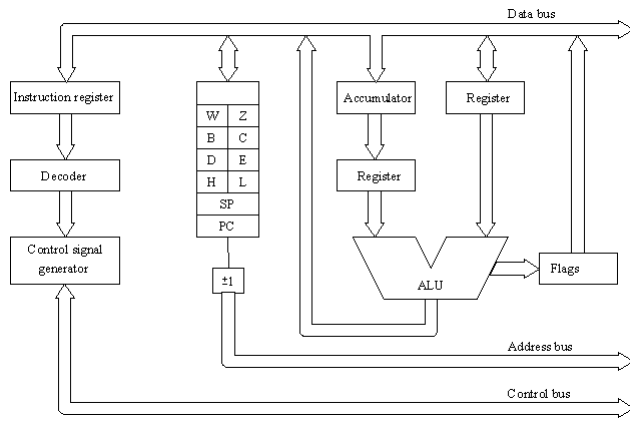 Data bus
Instruction register
Accumulator
Register
W Z
B C
D E
H L
SP
PC
Decoder
Register
Control signal
generator
±1
ALU
Flags
Address bus
Control bus